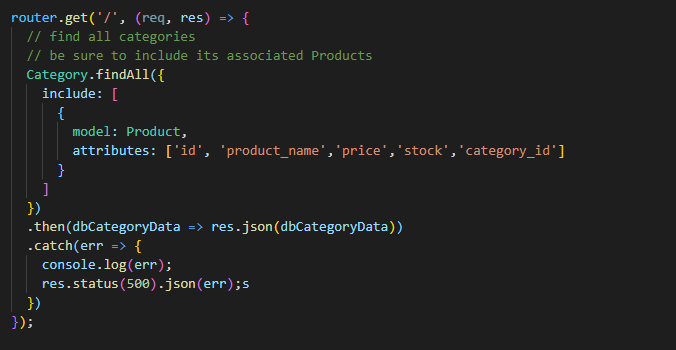 router.get('/', (req, res) => {
  // find all categories
  // be sure to include its associated Products
  Category.findAll({
    include: [
      {
        model: Product,
        attributes: ['id', 'product_name','price','stock','category_id']
      }
    ]
  })
  .then(dbCategoryData => res.json(dbCategoryData))
  .catch(err => {
    console.log(err);
    res.status(500).json(err);s
  })
});